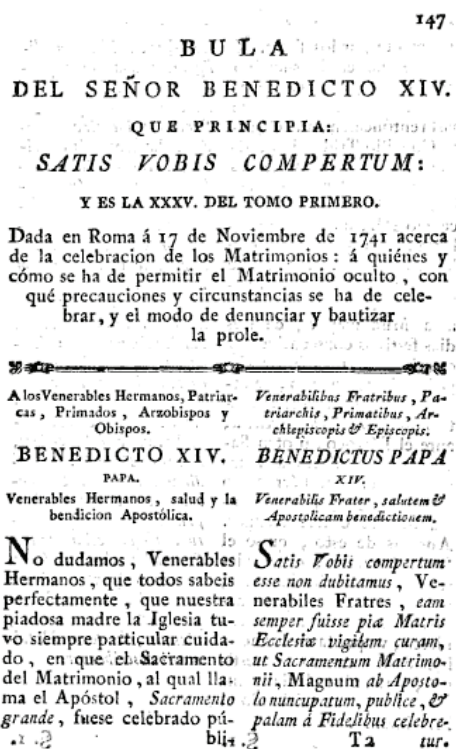 147
BULA
DEL SEÑOR BENEDICTO XIV.
QUE PRINCIPIA:
SATIS VOBIS COMPERTUM:
Y ES LA XXXV. DEL TOMO PRIMERO.
Dada en Roma á 17 de Noviembre de 1741 acerca
de la celebracion de los Matrimonios : á quiénes y
cómo se ha de permitir el Matrimonio oculto , con
qué precauciones y circunstancias se ha de cele-
brar, y el modo de denunciar y bautizar
la prole.
A los Venerables Hermanos, Patriar-
cas , Primados , Arzobispos y
Obispos.
BENEDICTO XIV.
PAPA.
Venerables Hermanos , salud y la
bendicion Apostólica.
No dudamos , Venerables
Hermanos , que todos sabeis
perfectamente , que nuestra
piadosa madre la Iglesia tu-
vo siempre particular cuida-
do , en que el Sacramento
del Matrimonio , al qual lla-
ma el Apóstol , Sacramento
grande , fuese celebrado pú-
bli-
Venerabilibus Fratribus , Pa-
triarchis , Primatibus , Ar-
chiepiscopis & Episcopis.
BENEDICTUS PAPA
XIV.
Venerabilis Frater , salutem &
Apostolicam benedictionem.
Satis Vobis compertum
esse non dubitamus , Ve-
nerabiles Fratres , eam
semper fuisse piæ Matris
Ecclesiæ vigilem curam,
ut Sacramentum Matrimo-
nii, Magnum ab Aposto-
lo nuncupatum, publice , &
palam á Fidelibus celebre-
T2 tur.